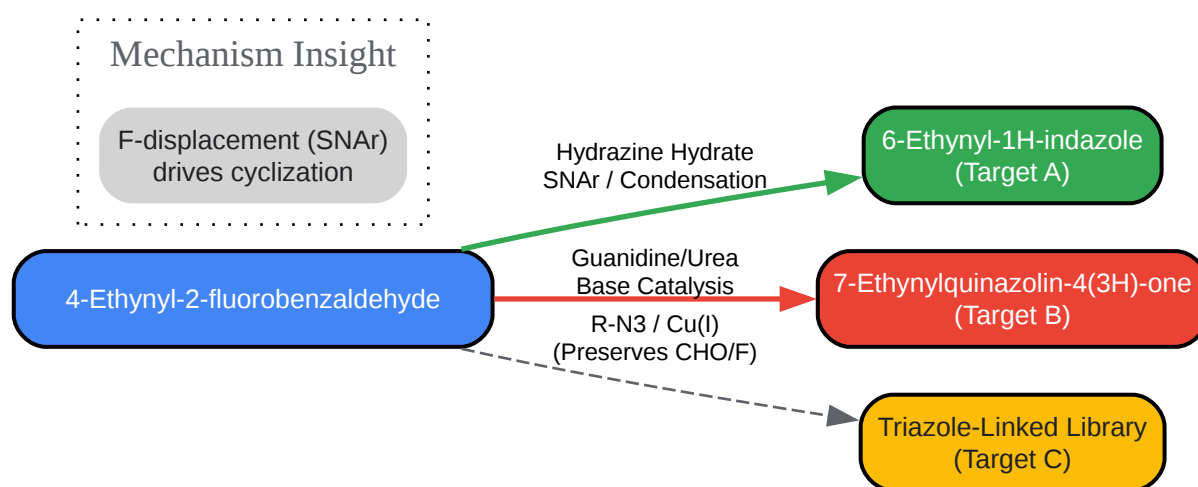 Mechanism Insight
F-displacement (SNAr)
drives cyclization
4-Ethynyl-2-fluorobenzaldehyde
Hydrazine Hydrate
SNAr / Condensation
Guanidine/Urea
Base Catalysis
R-N3 / Cu(I)
(Preserves CHO/F)
6-Ethynyl-1H-indazole
(Target A)
7-Ethynylquinazolin-4(3H)-one
(Target B)
Triazole-Linked Library
(Target C)